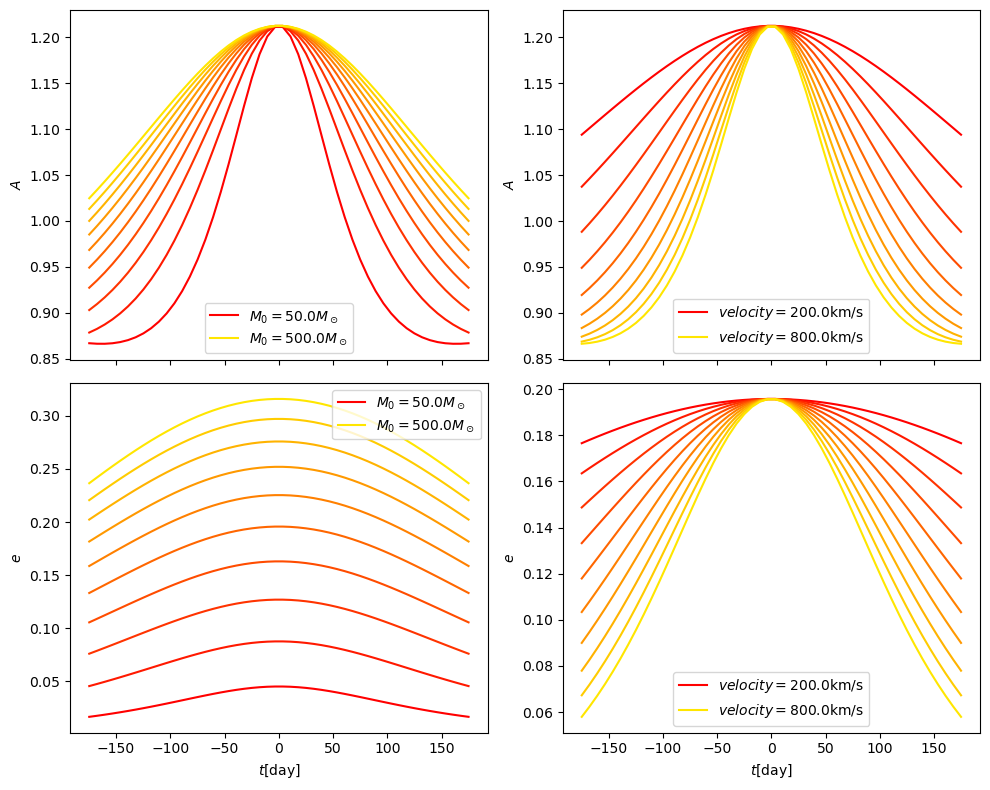 1.20
1.15
1.10
1.05
1.00
0.95
0.90
0.85
A
M₀ = 50.0M⊙
M₀ = 500.0M⊙
1.20
1.15
1.10
1.05
1.00
0.95
0.90
0.85
A
velocity = 200.0km/s
velocity = 800.0km/s
0.30
0.25
0.20
0.15
0.10
0.05
e
M₀ = 50.0M⊙
M₀ = 500.0M⊙
−150 −100 −50 0 50 100 150
t[day]
0.20
0.18
0.16
0.14
0.12
0.10
0.08
0.06
e
velocity = 200.0km/s
velocity = 800.0km/s
−150 −100 −50 0 50 100 150
t[day]